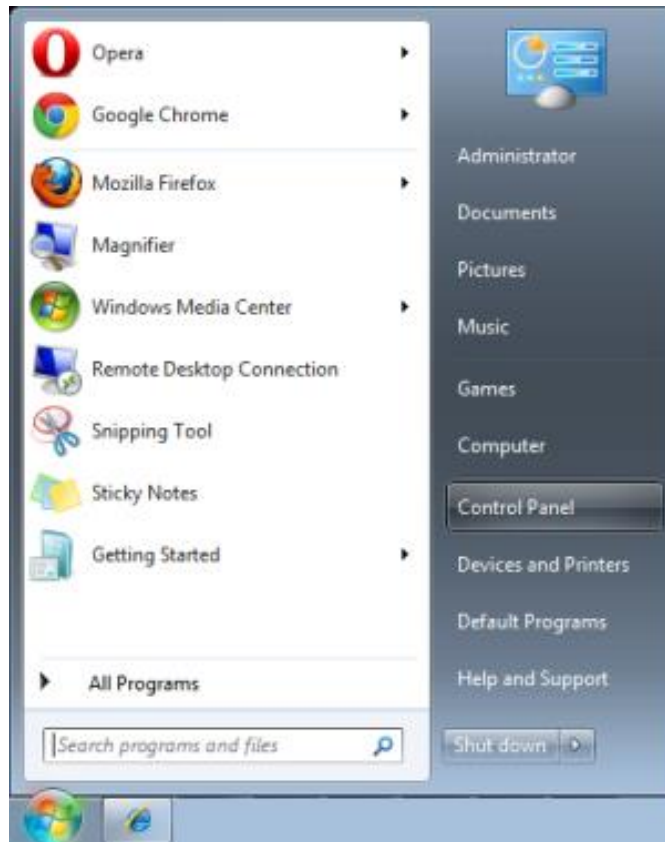 Opera
Google Chrome
Mozilla Firefox
Magnifier
Windows Media Center
Remote Desktop Connection
Snipping Tool
Sticky Notes
Getting Started
All Programs
Search programs and files
Administrator
Documents
Pictures
Music
Games
Computer
Control Panel
Devices and Printers
Default Programs
Help and Support
Shut down